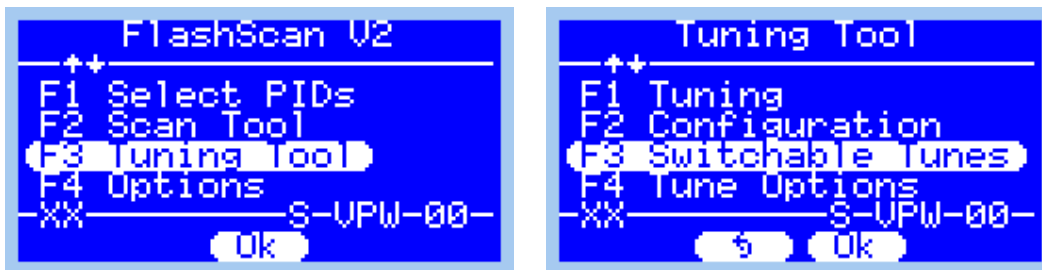 FlashScan V2
F1 Select PIDs
F2 Scan Tool
F3 Tuning Tool
F4 Options
XX S-VPW-00
Ok
Tuning Tool
F1 Tuning
F2 Configuration
F3 Switchable Tunes
F4 Tune Options
XX S-VPW-00
Ok